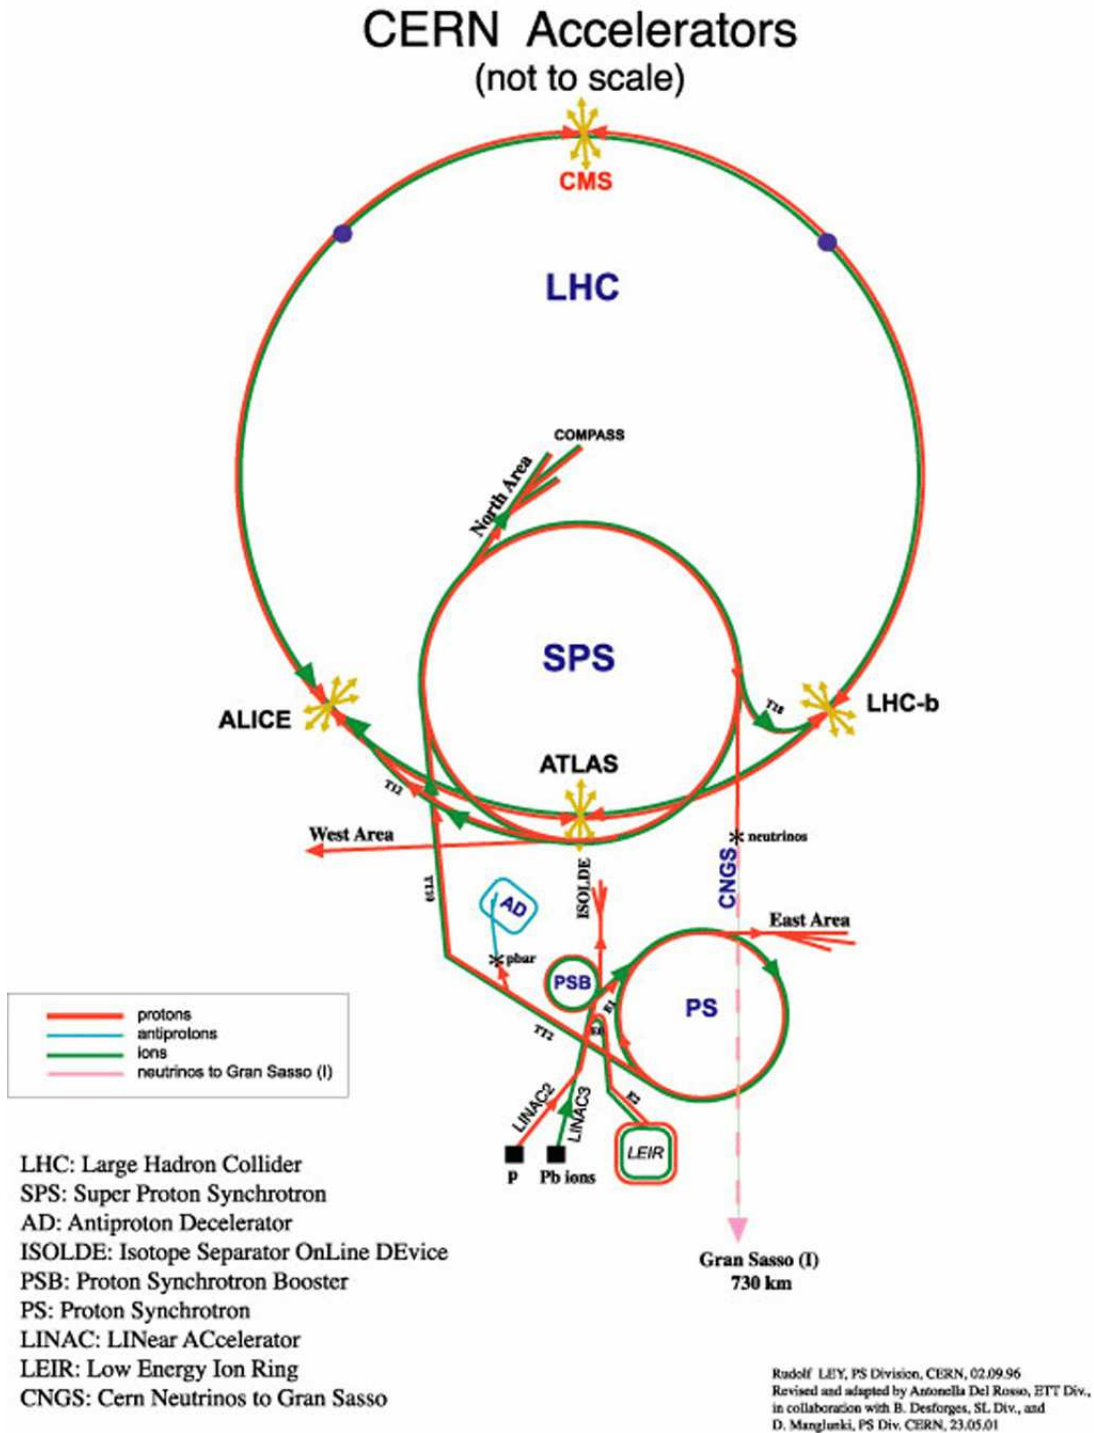 CERN Accelerators
(not to scale)
CMS
LHC
COMPASS
North Area
SPS
T18
LHC-b
ALICE
ATLAS
T12
West Area
neutrinos
CNGS
ISOLDE
TT10
AD
East Area
pbar
PSB
PS
E1
protons
antiprotons
ions
neutrinos to Gran Sasso (I)
TT2
E0
E2
LINAC2
LINAC3
LEIR
P
Pb ions
Gran Sasso (I)
730 km
LHC: Large Hadron Collider
SPS: Super Proton Synchrotron
AD: Antiproton Decelerator
ISOLDE: Isotope Separator OnLine DEvice
PSB: Proton Synchrotron Booster
PS: Proton Synchrotron
LINAC: LINear ACcelerator
LEIR: Low Energy Ion Ring
CNGS: Cern Neutrinos to Gran Sasso
Rudolf LEY, PS Division, CERN, 02.09.96
Revised and adapted by Antonella Del Rosso, ETT Div.,
in collaboration with B. Desforges, SL Div., and
D. Manglunki, PS Div. CERN, 23.05.01